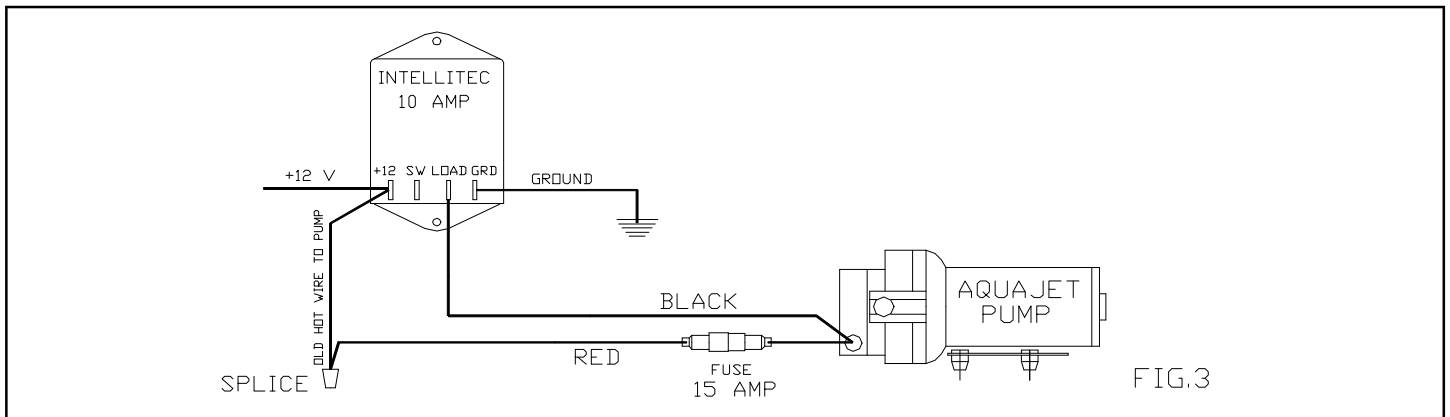 INTELLITEC
10 AMP
+12 SW LOAD GRD
+12 V
GROUND
OLD HOT WIRE TO PUMP
BLACK
AQUAJET
PUMP
RED
FUSE
15 AMP
SPLICE
FIG.3